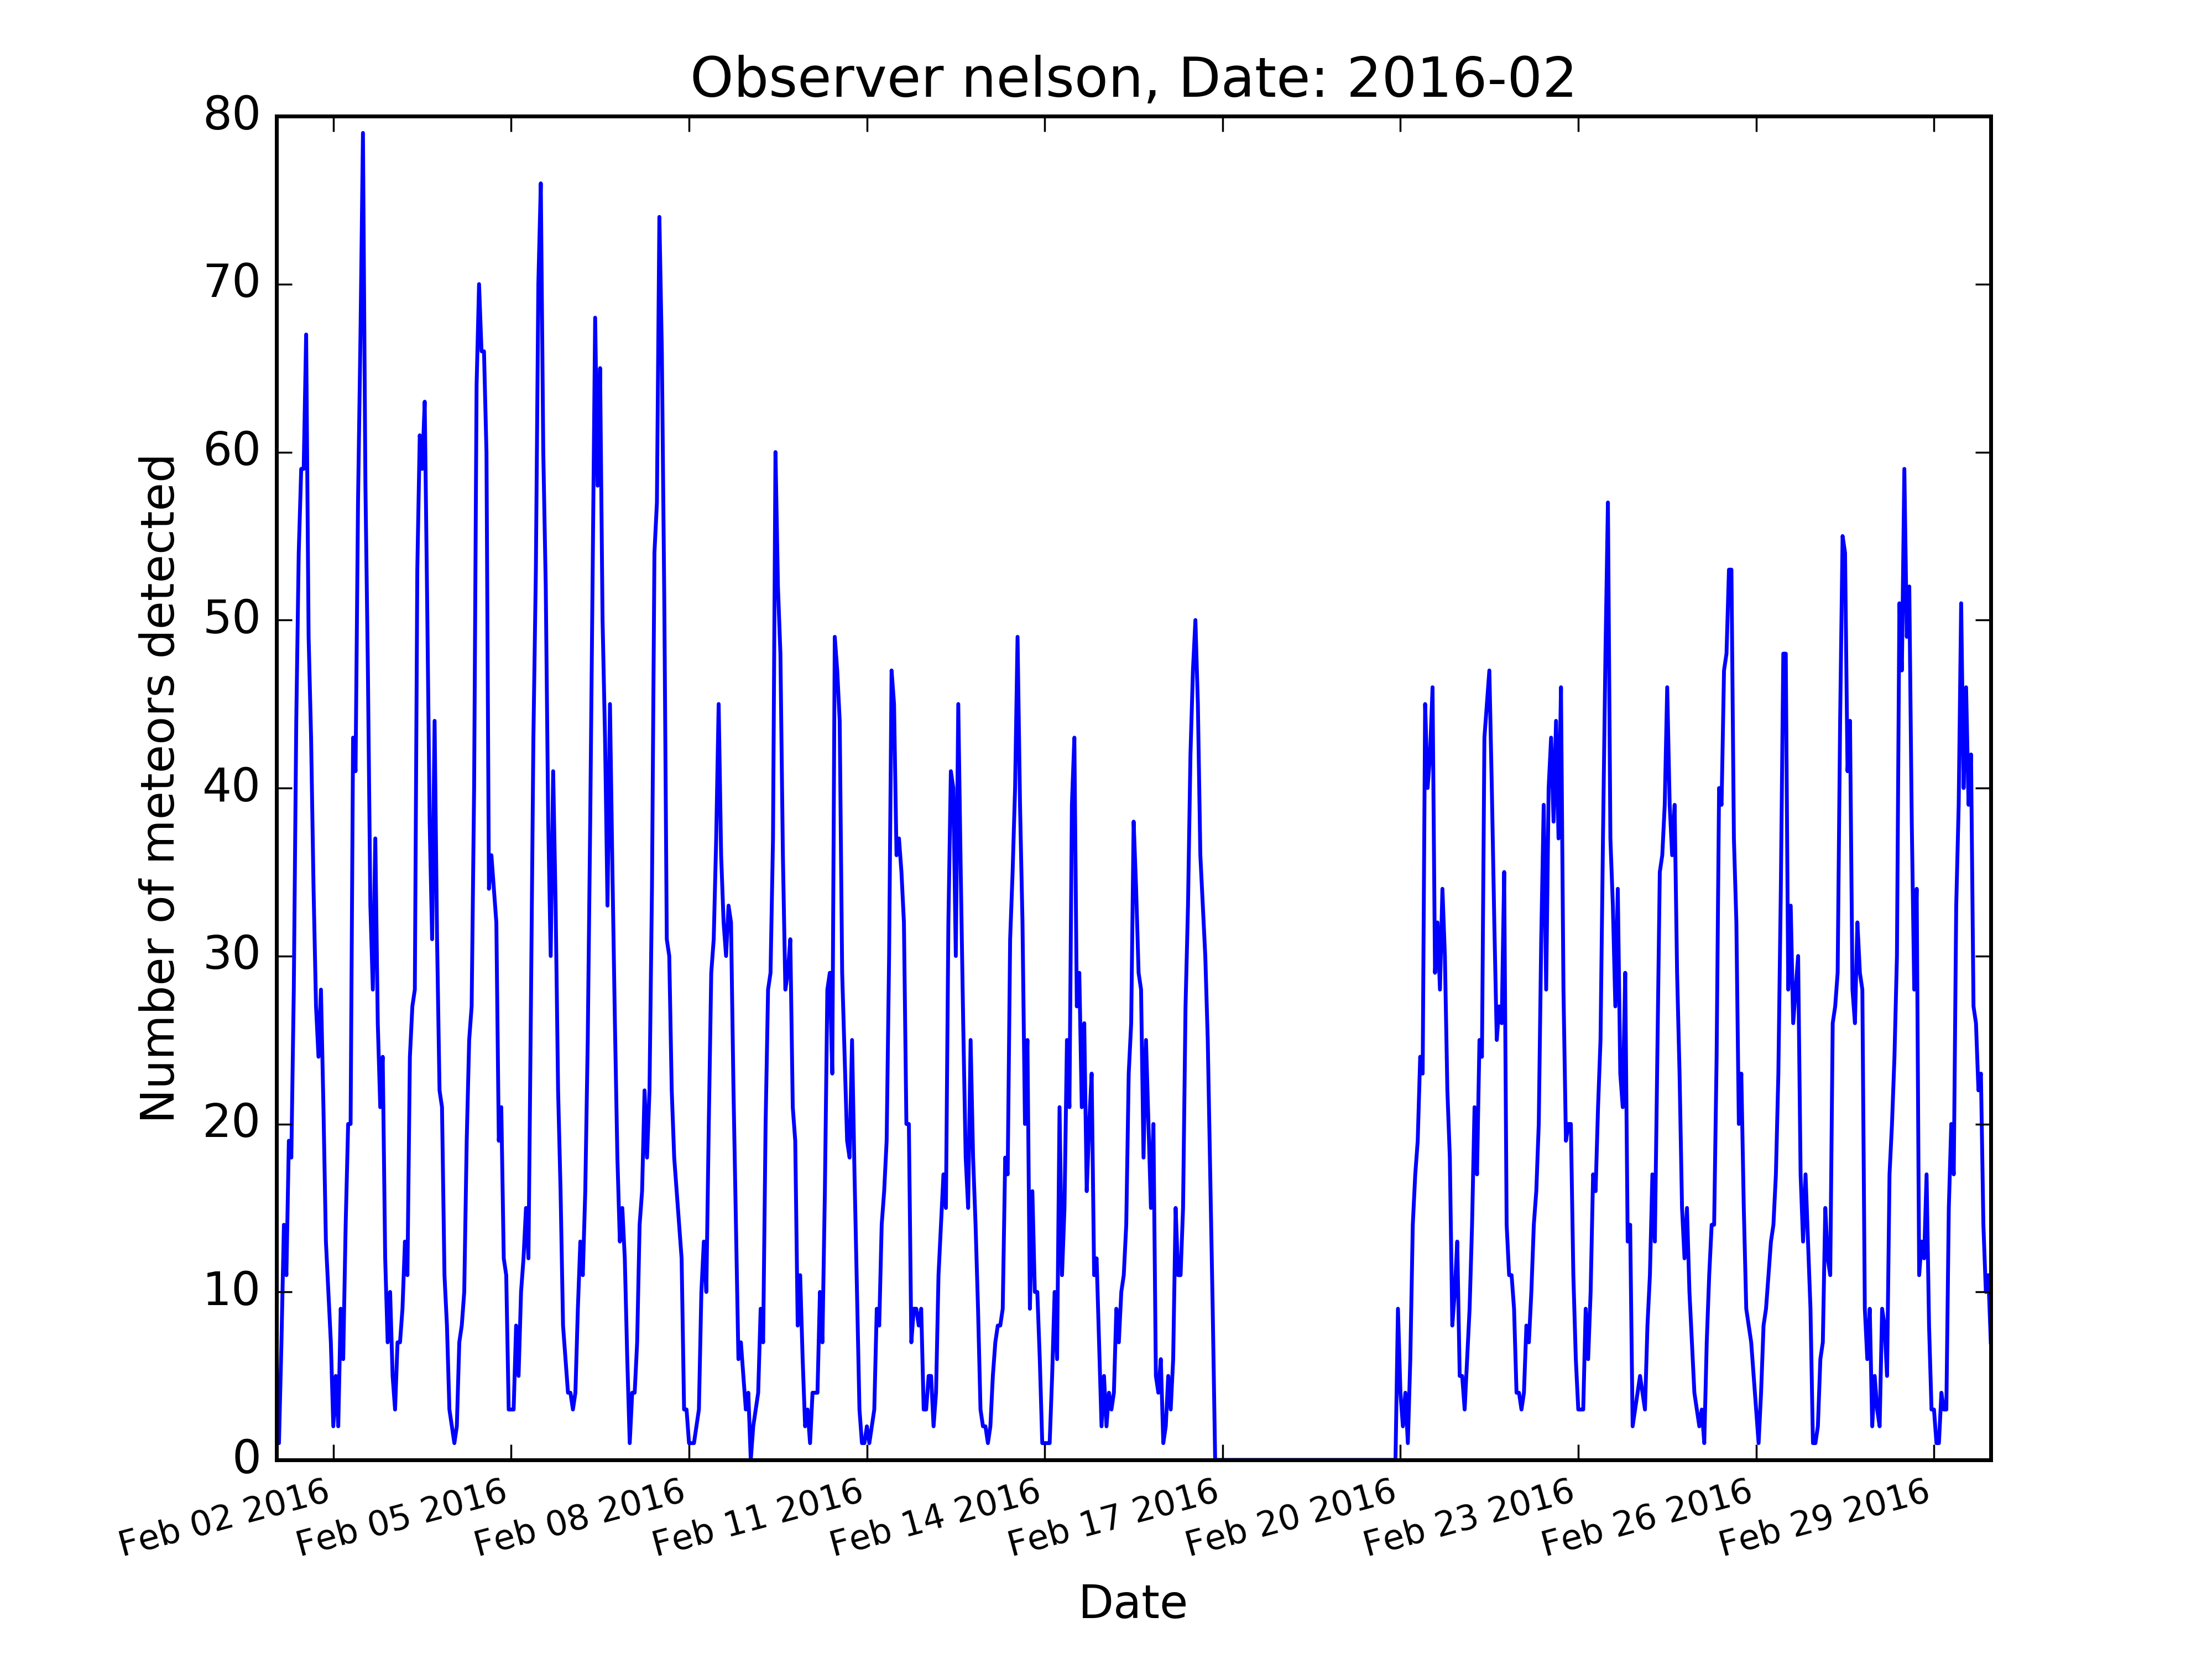 Observer nelson, Date: 2016-02
80
70
60
50
40
30
20
10
0
Number of meteors detected
Feb 02 2016
Feb 05 2016
Feb 08 2016
Feb 11 2016
Feb 14 2016
Feb 17 2016
Feb 20 2016
Feb 23 2016
Feb 26 2016
Feb 29 2016
Date